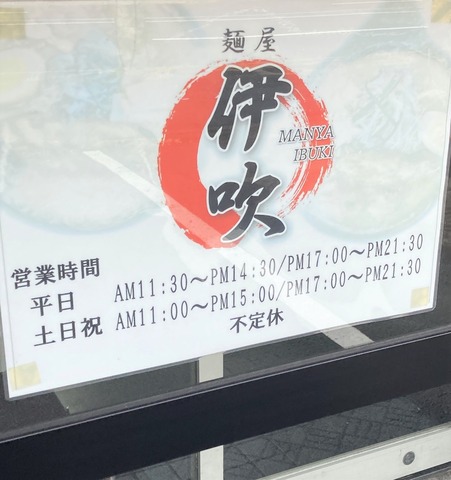 麺屋
伊吹
MANYA
IBUKI
営業時間
平日 AM11:30〜PM14:30/PM17:00〜PM21:30
土日祝 AM11:00〜PM15:00/PM17:00〜PM21:30
不定休